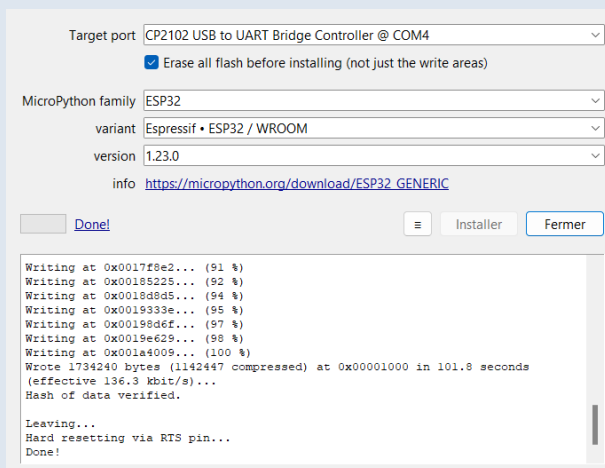 Target port CP2102 USB to UART Bridge Controller @ COM4
Erase all flash before installing (not just the write areas)
MicroPython family ESP32
variant Espressif • ESP32 / WROOM
version 1.23.0
info https://micropython.org/download/ESP32_GENERIC
Done! ≡ Installer Fermer
Writing at 0x0017f8e2... (91 %)
Writing at 0x00185225... (92 %)
Writing at 0x0018d8d5... (94 %)
Writing at 0x0019333e... (95 %)
Writing at 0x00198d6f... (97 %)
Writing at 0x0019e629... (98 %)
Writing at 0x001a4009... (100 %)
Wrote 1734240 bytes (1142447 compressed) at 0x00001000 in 101.8 seconds
(effective 136.3 kbit/s)...
Hash of data verified.
Leaving...
Hard resetting via RTS pin...
Done!